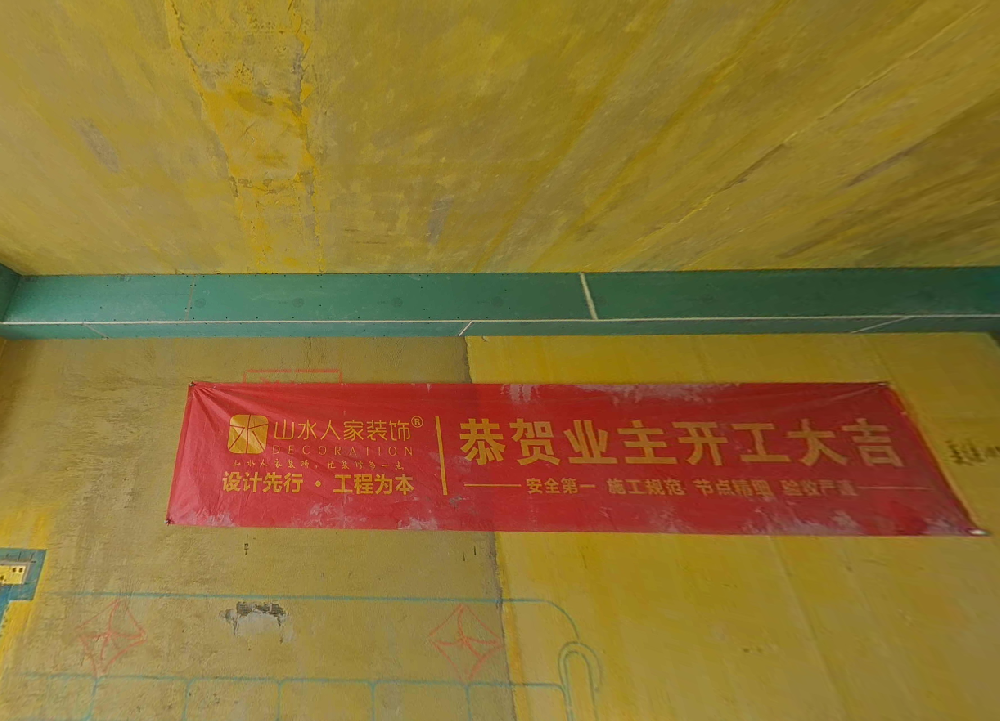 山水人家装饰®
DECORATION
设计先行·工程为本
恭贺业主开工大吉
安全第一 施工规范 节点精细 验收严谨